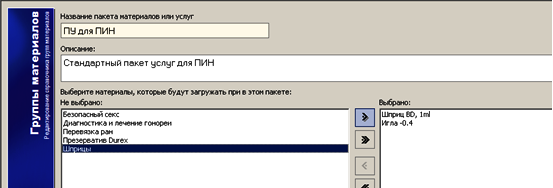 Группы материалов
Редактирование справочника групп материалов
Название пакета материалов или услуг
ПУ для ПИН
Описание:
Стандартный пакет услуг для ПИН
Выберите материалы, которые будут загружать при в этом пакете:
Не выбрано:
Безопасный секс
Диагностика и лечение гонореи
Перевязка ран
Презерватив Durex
Шприцы
Выбрано:
Шприц BD, 1ml
Игла -0.4